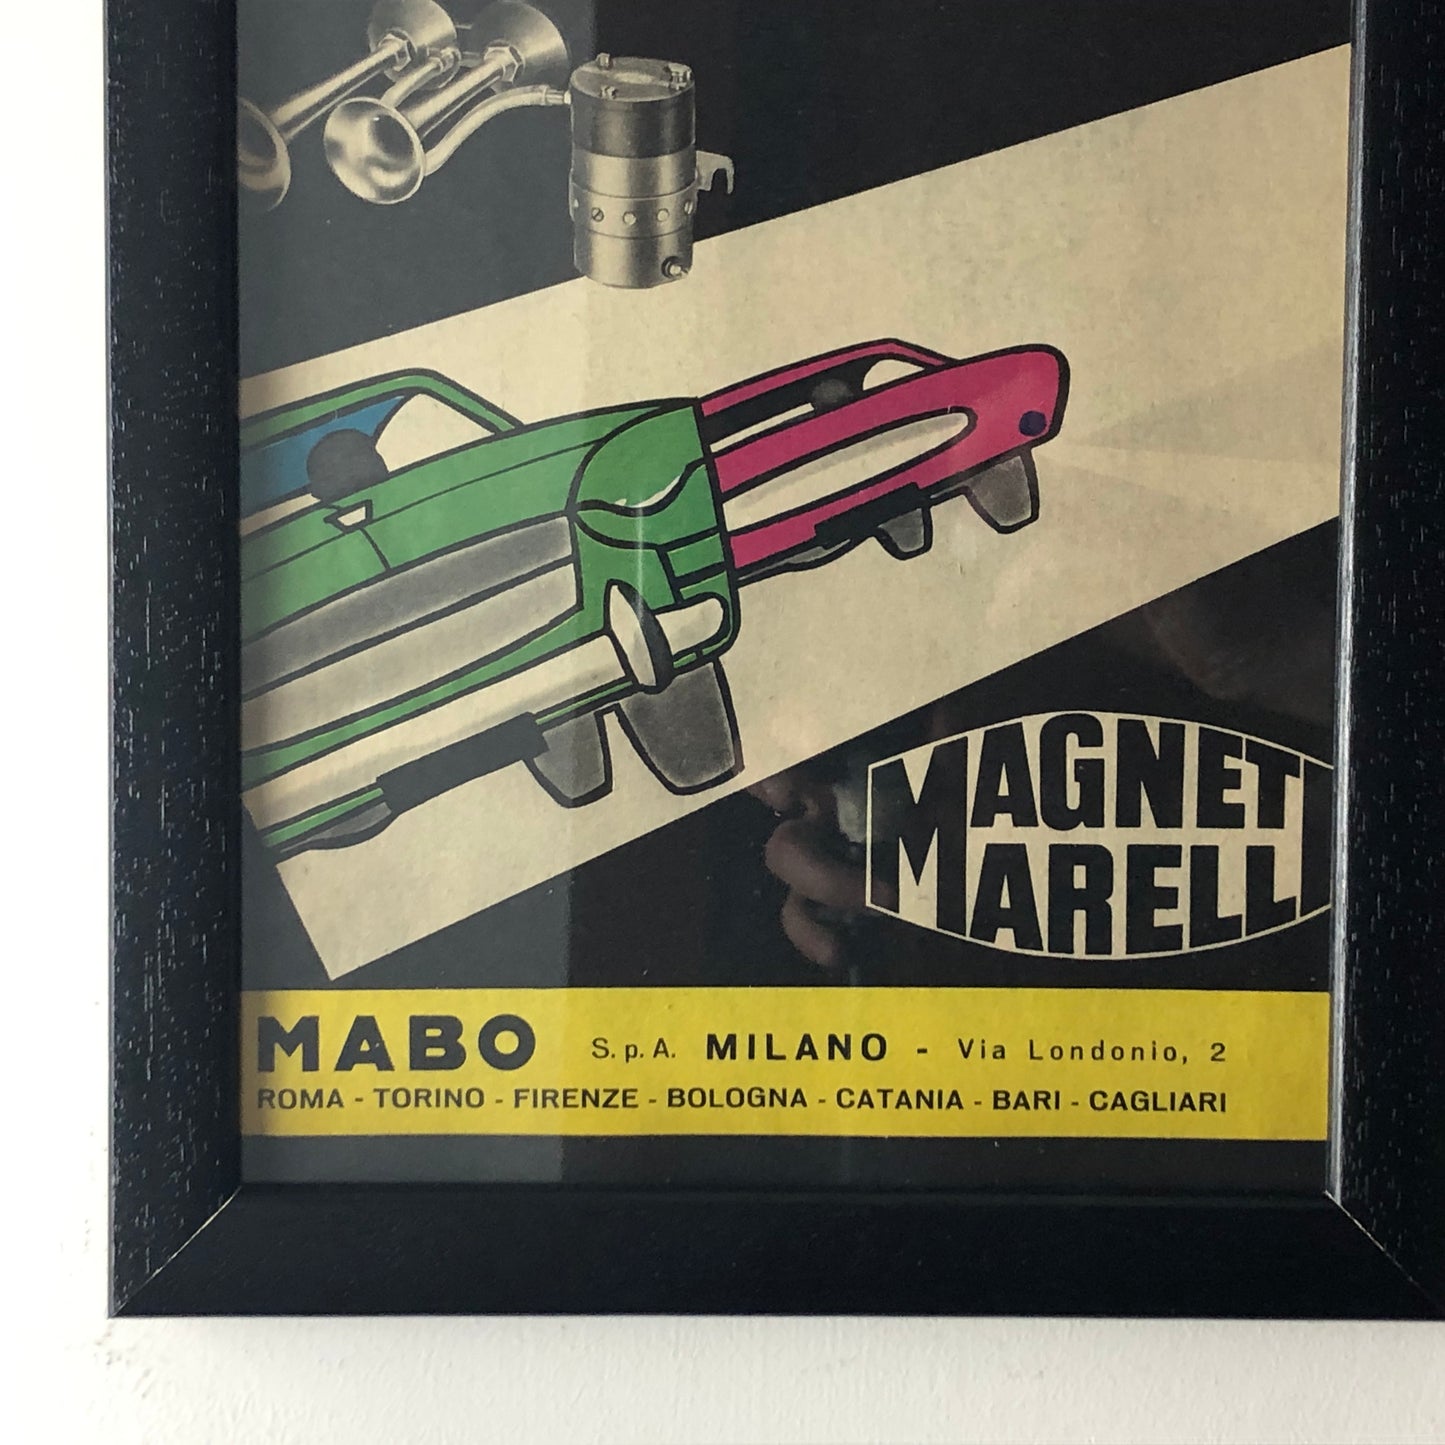 MAGNETI
MARELLI
MABO S.p.A. MILANO - Via Londonio, 2
ROMA - TORINO - FIRENZE - BOLOGNA - CATANIA - BARI - CAGLIARI